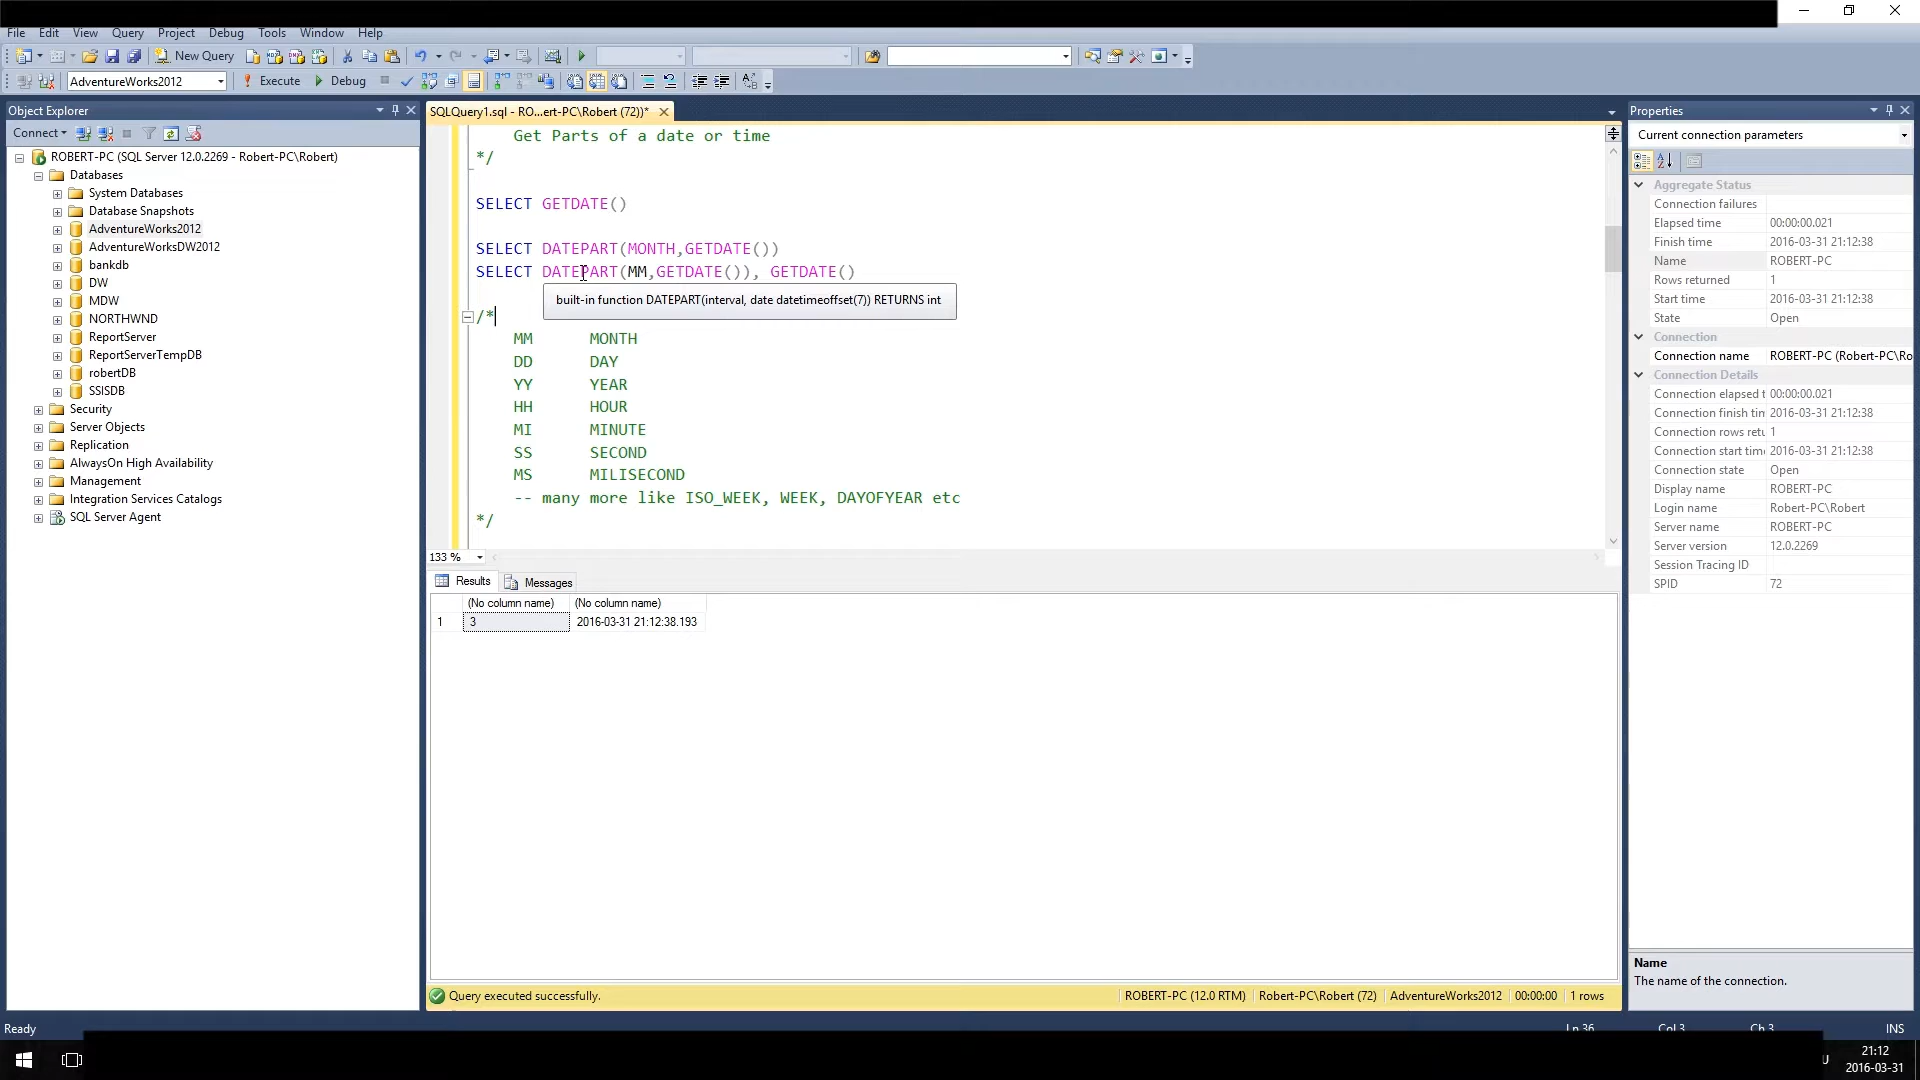 File Edit View Query Project Debug Tools Window Help
New Query
AdventureWorks2012 Execute Debug
Object Explorer
Connect
ROBERT-PC (SQL Server 12.0.2269 - Robert-PC\Robert)
Databases
System Databases
Database Snapshots
AdventureWorks2012
AdventureWorksDW2012
bankdb
DW
MDW
NORTHWND
ReportServer
ReportServerTempDB
robertDB
SSISDB
Security
Server Objects
Replication
AlwaysOn High Availability
Management
Integration Services Catalogs
SQL Server Agent
SQLQuery1.sql - RO...ert-PC\Robert (72))*
Get Parts of a date or time
*/
SELECT GETDATE()
SELECT DATEPART(MONTH,GETDATE())
SELECT DATEPART(MM,GETDATE()), GETDATE()
built-in function DATEPART(interval, date datetimeoffset(7)) RETURNS int
/*
MM MONTH
DD DAY
YY YEAR
HH HOUR
MI MINUTE
SS SECOND
MS MILISECOND
-- many more like ISO_WEEK, WEEK, DAYOFYEAR etc
*/
133 %
Results Messages
(No column name) (No column name)
1 3 2016-03-31 21:12:38.193
Query executed successfully. ROBERT-PC (12.0 RTM) Robert-PC\Robert (72) AdventureWorks2012 00:00:00 1 rows
Properties
Current connection parameters
Aggregate Status
Connection failures
Elapsed time 00:00:00.021
Finish time 2016-03-31 21:12:38
Name ROBERT-PC
Rows returned 1
Start time 2016-03-31 21:12:38
State Open
Connection
Connection name ROBERT-PC (Robert-PC\Ro
Connection Details
Connection elapsed t 00:00:00.021
Connection finish tim 2016-03-31 21:12:38
Connection rows retu 1
Connection start time 2016-03-31 21:12:38
Connection state Open
Display name ROBERT-PC
Login name Robert-PC\Robert
Server name ROBERT-PC
Server version 12.0.2269
Session Tracing ID
SPID 72
Name
The name of the connection.
Ready Ln 36 Col 3 Ch 3 INS
21:12
2016-03-31